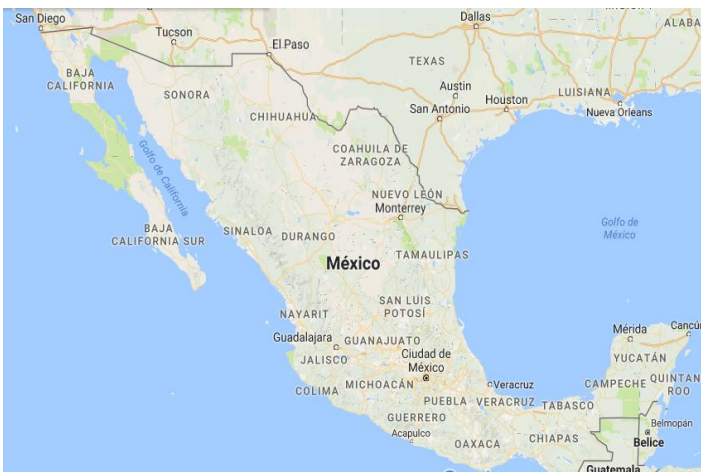 San Diego
Tucson
El Paso
Dallas
ALABA
TEXAS
Austin
San Antonio
Houston
LUISIANA
Nueva Orleans
BAJA
CALIFORNIA
SONORA
CHIHUAHUA
COAHUILA DE
ZARAGOZA
Golfo de California
NUEVO LEÓN
Monterrey
BAJA
CALIFORNIA SUR
SINALOA
DURANGO
TAMAULIPAS
Golfo de
México
México
SAN LUIS
POTOSÍ
NAYARIT
Guadalajara
GUANAJUATO
JALISCO
Ciudad de
México
Mérida
Cancú
YUCATÁN
COLIMA
MICHOACÁN
Veracruz
CAMPECHE
QUINTAN
ROO
PUEBLA
VERACRUZ
TABASCO
GUERRERO
Acapulco
OAXACA
CHIAPAS
Belmopán
Belice
Guatemala